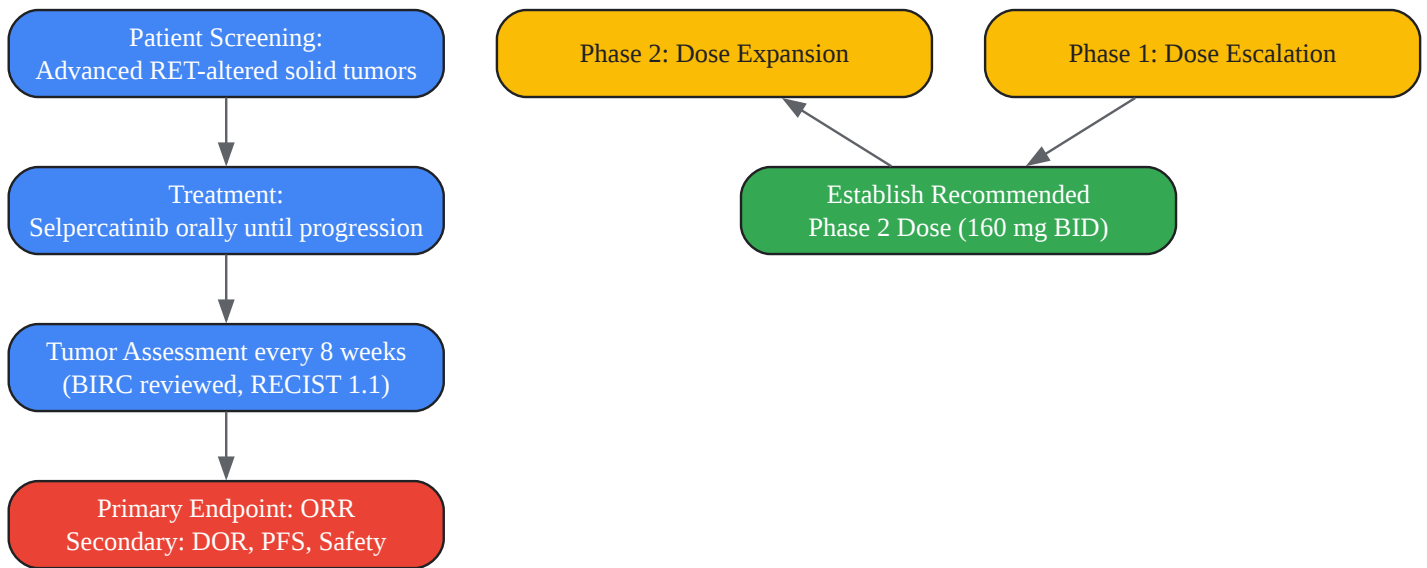 Patient Screening:
Advanced RET-altered solid tumors
Treatment:
Selpercatinib orally until progression
Tumor Assessment every 8 weeks
(BIRC reviewed, RECIST 1.1)
Primary Endpoint: ORR
Secondary: DOR, PFS, Safety
Phase 2: Dose Expansion
Phase 1: Dose Escalation
Establish Recommended
Phase 2 Dose (160 mg BID)